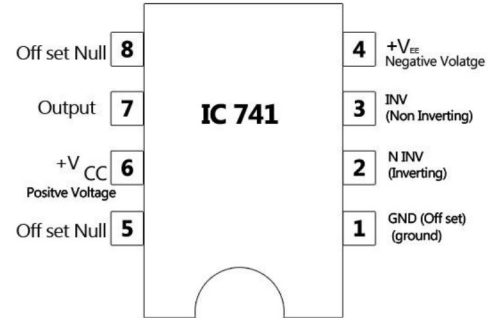 Off set Null 8
Output 7
+V CC 6
Positve Voltage
Off set Null 5
IC 741
4 +VEE
Negative Volatge
3 INV
(Non Inverting)
2 N INV
(Inverting)
1 GND (Off set)
(ground)